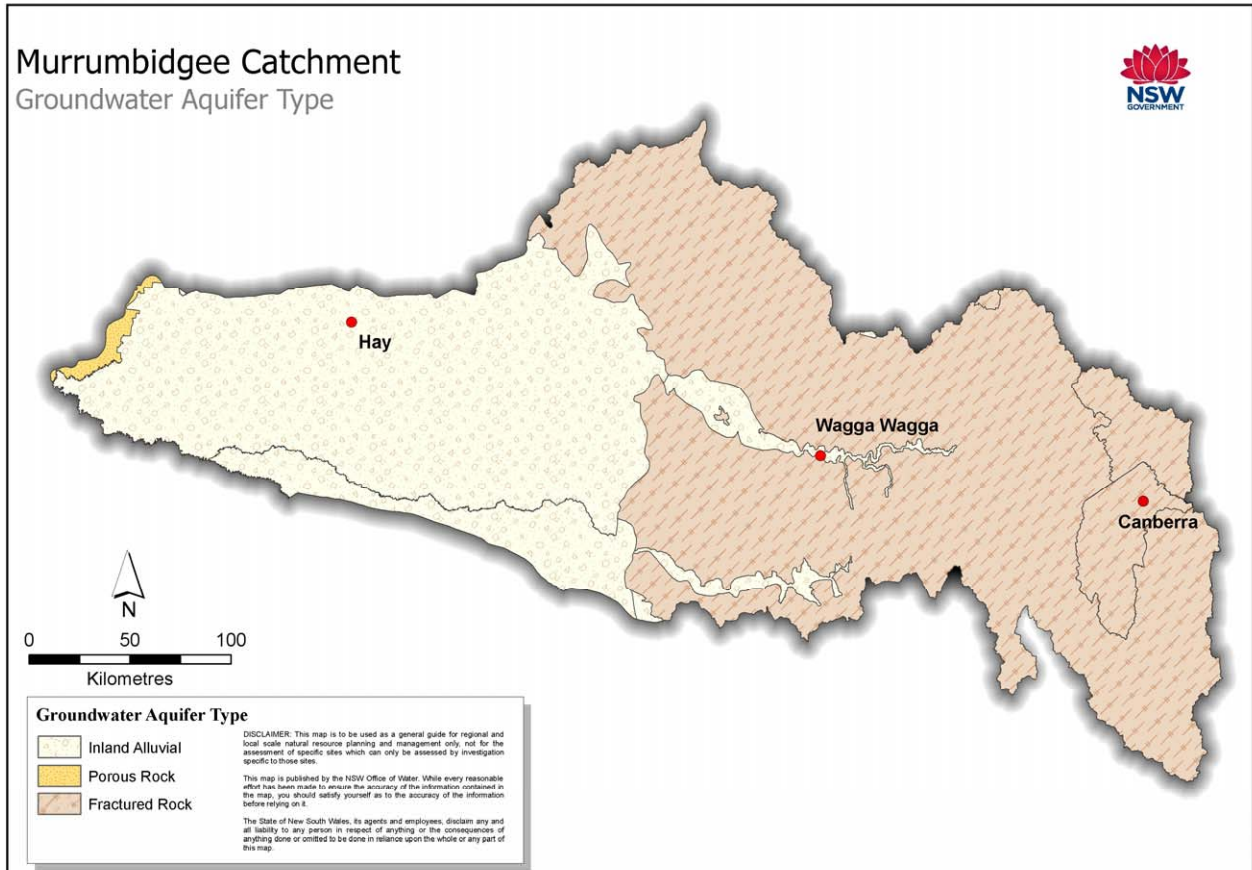 Murrumbidgee Catchment
Groundwater Aquifer Type
NSW
GOVERNMENT
Hay
Wagga Wagga
Canberra
N
0 50 100
Kilometres
Groundwater Aquifer Type
Inland Alluvial
Porous Rock
Fractured Rock
DISCLAIMER: This map is to be used as a general guide for regional and
local scale natural resource planning and management only, not for the
assessment of specific sites which can only be assessed by investigation
specific to those sites.
This map is published by the NSW Office of Water. While every reasonable
effort has been made to ensure the accuracy of the information contained in
the map, you should satisfy yourself as to the accuracy of the information
before relying on it.
The State of New South Wales, its agents and employees, disclaim any and
all liability to any person in respect of anything or the consequences of
anything done or omitted to be done in reliance upon the whole or any part of
this map.